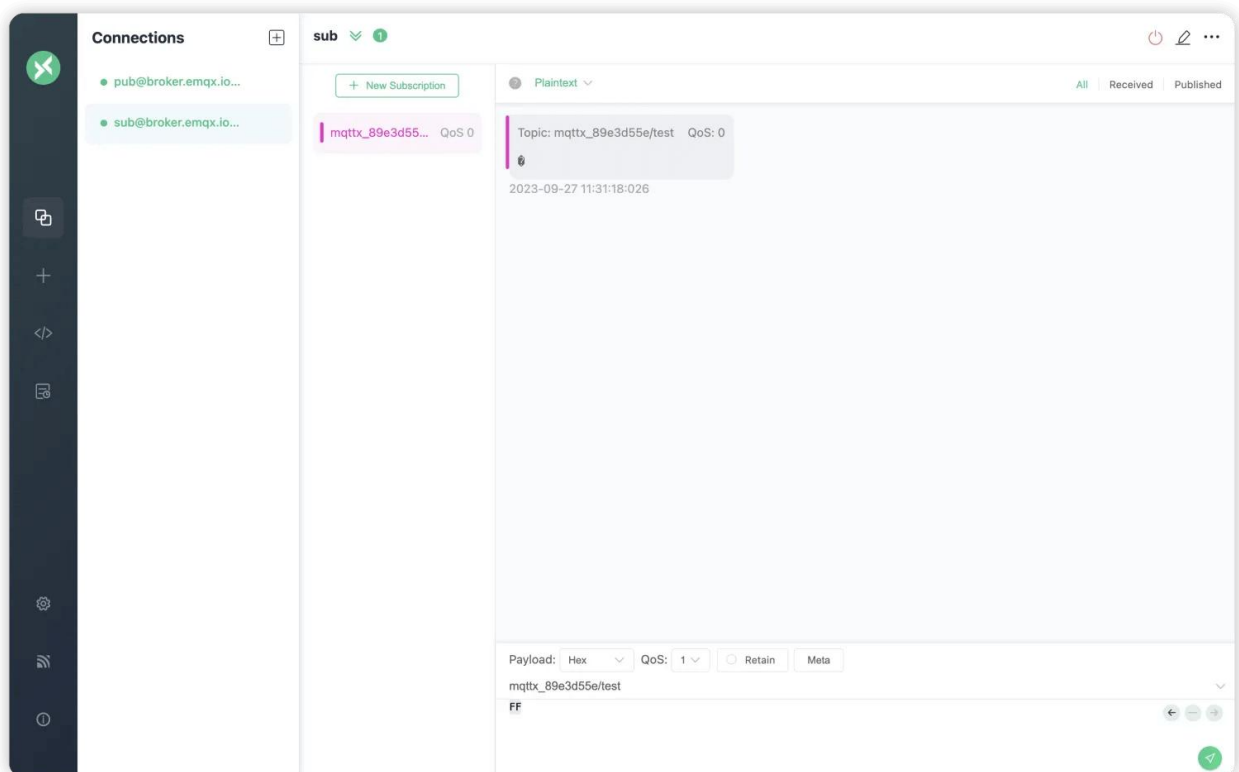 Connections
pub@broker.emqx.io...
sub@broker.emqx.io...
sub 1
+ New Subscription
mqttx_89e3d55... QoS 0
Plaintext
All Received Published
Topic: mqttx_89e3d55e/test QoS: 0
2023-09-27 11:31:18:026
Payload: Hex QoS: 1 Retain Meta
mqttx_89e3d55e/test
FF